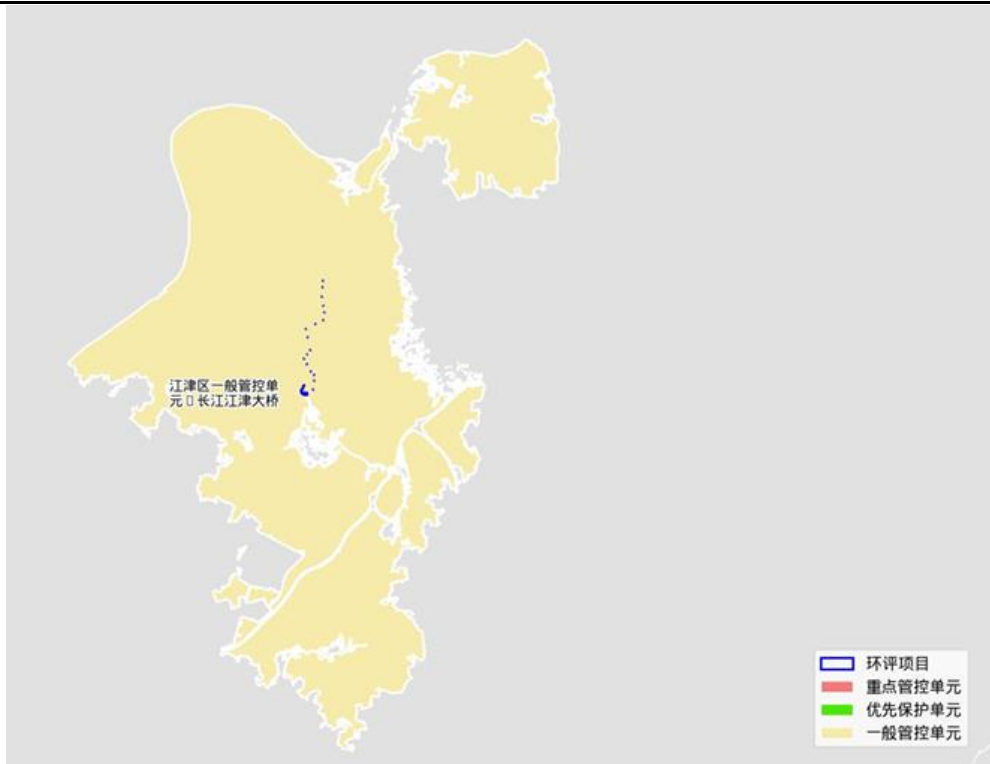 江津区一般管控单
元▯长江江津大桥
环评项目
重点管控单元
优先保护单元
一般管控单元